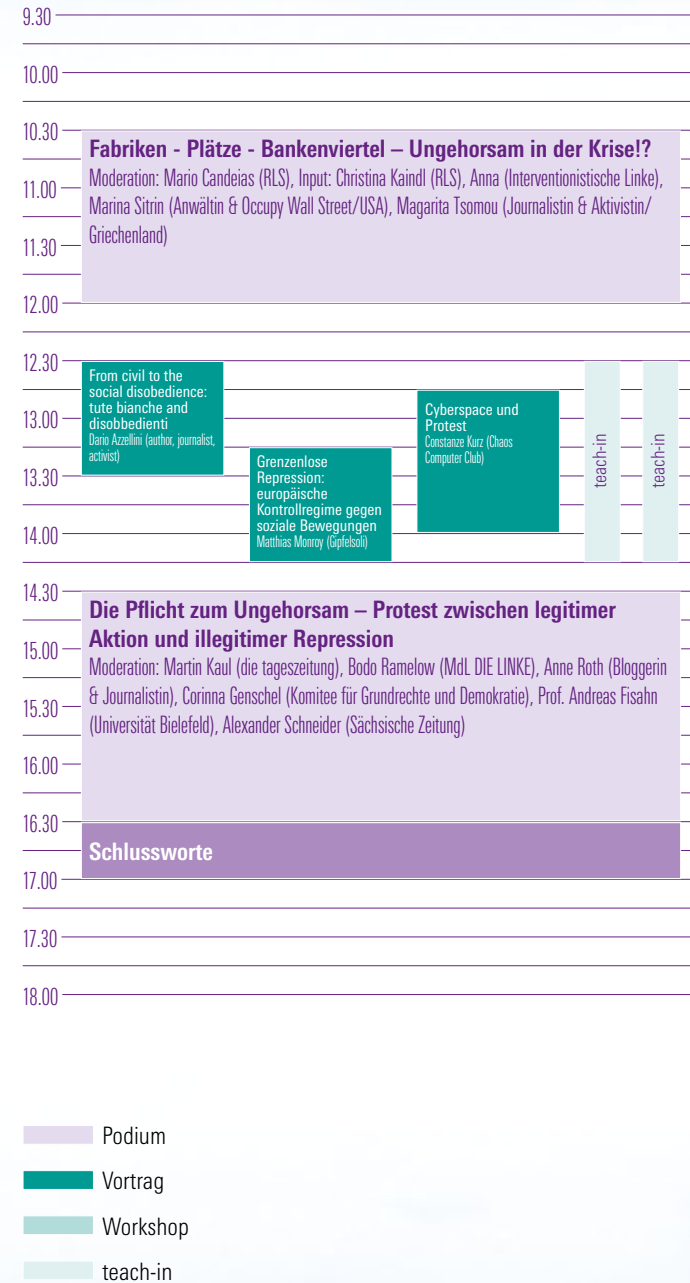 9.30
10.00
10.30
Fabriken - Plätze - Bankenviertel – Ungehorsam in der Krise!?
Moderation: Mario Candeias (RLS), Input: Christina Kaindl (RLS), Anna (Interventionistische Linke),
11.00
Marina Sitrin (Anwältin & Occupy Wall Street/USA), Magarita Tsomou (Journalistin & Aktivistin/
Griechenland)
11.30
12.00
12.30
From civil to the
social disobedience:
tute bianche and
disobbedienti
Dario Azzellini (author, journalist,
activist)
Grenzenlose
Repression:
europäische
Kontrollregime gegen
soziale Bewegungen
Matthias Monroy (Gipfelsoli)
Cyberspace und
Protest
Constanze Kurz (Chaos
Computer Club)
teach-in
teach-in
13.00
13.30
14.00
14.30
Die Pflicht zum Ungehorsam – Protest zwischen legitimer
Aktion und illegitimer Repression
15.00
Moderation: Martin Kaul (die tageszeitung), Bodo Ramelow (MdL DIE LINKE), Anne Roth (Bloggerin
& Journalistin), Corinna Genschel (Komitee für Grundrechte und Demokratie), Prof. Andreas Fisahn
15.30
(Universität Bielefeld), Alexander Schneider (Sächsische Zeitung)
16.00
16.30
Schlussworte
17.00
17.30
18.00
Podium
Vortrag
Workshop
teach-in